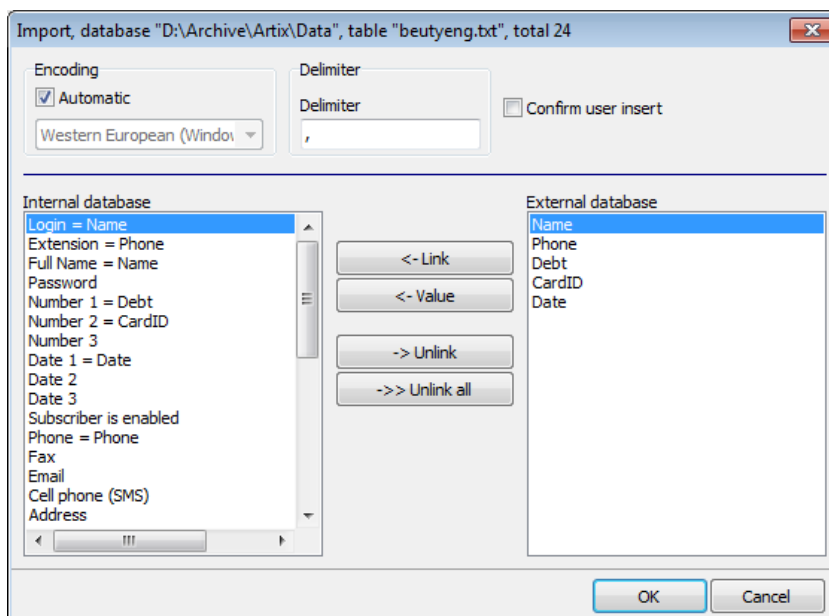 Import, database "D:\Archive\Artix\Data", table "beutyeng.txt", total 24
Encoding
Automatic
Western European (Window
Delimiter
Delimiter
,
Confirm user insert
Internal database
Login = Name
Extension = Phone
Full Name = Name
Password
Number 1 = Debt
Number 2 = CardID
Number 3
Date 1 = Date
Date 2
Date 3
Subscriber is enabled
Phone = Phone
Fax
Email
Cell phone (SMS)
Address
<- Link
<- Value
-> Unlink
->> Unlink all
External database
Name
Phone
Debt
CardID
Date
OK
Cancel